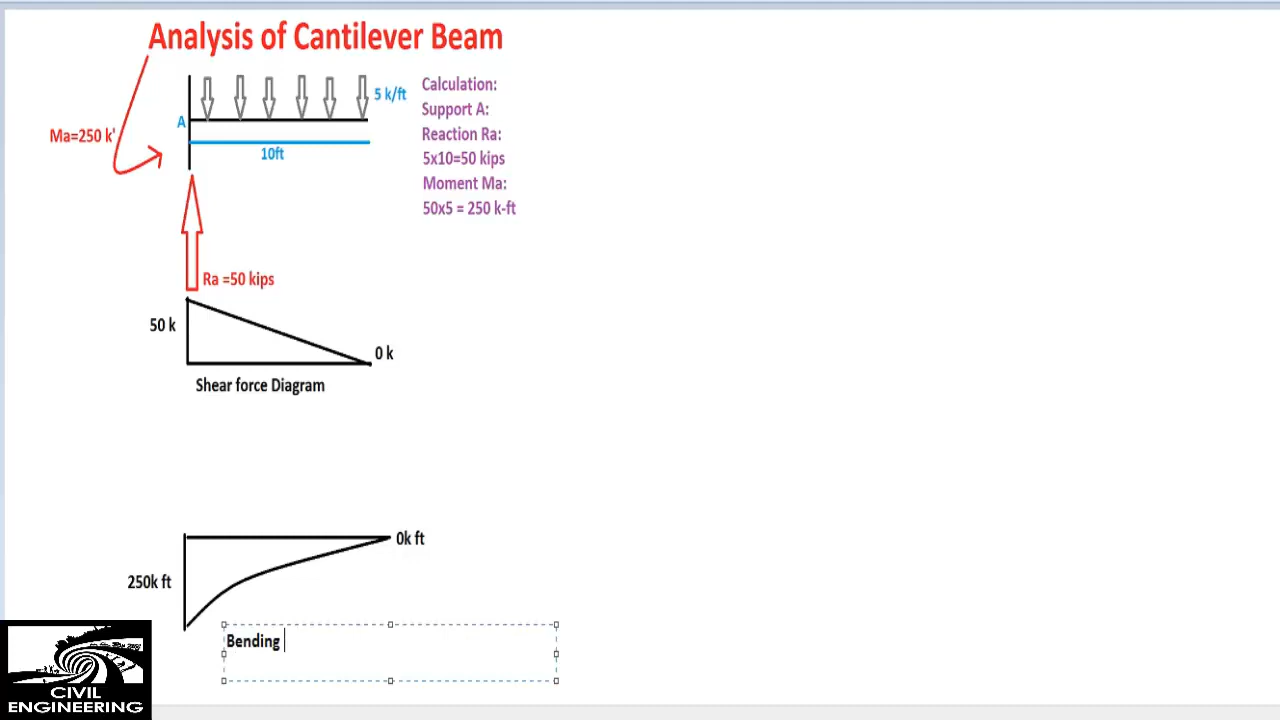 Analysis of Cantilever Beam
5 k/ft
A
Ma=250 k'
10ft
Calculation:
Support A:
Reaction Ra:
5x10=50 kips
Moment Ma:
50x5 = 250 k-ft
Ra =50 kips
50 k
0 k
Shear force Diagram
0k ft
250k ft
Bending
CIVIL
ENGINEERING